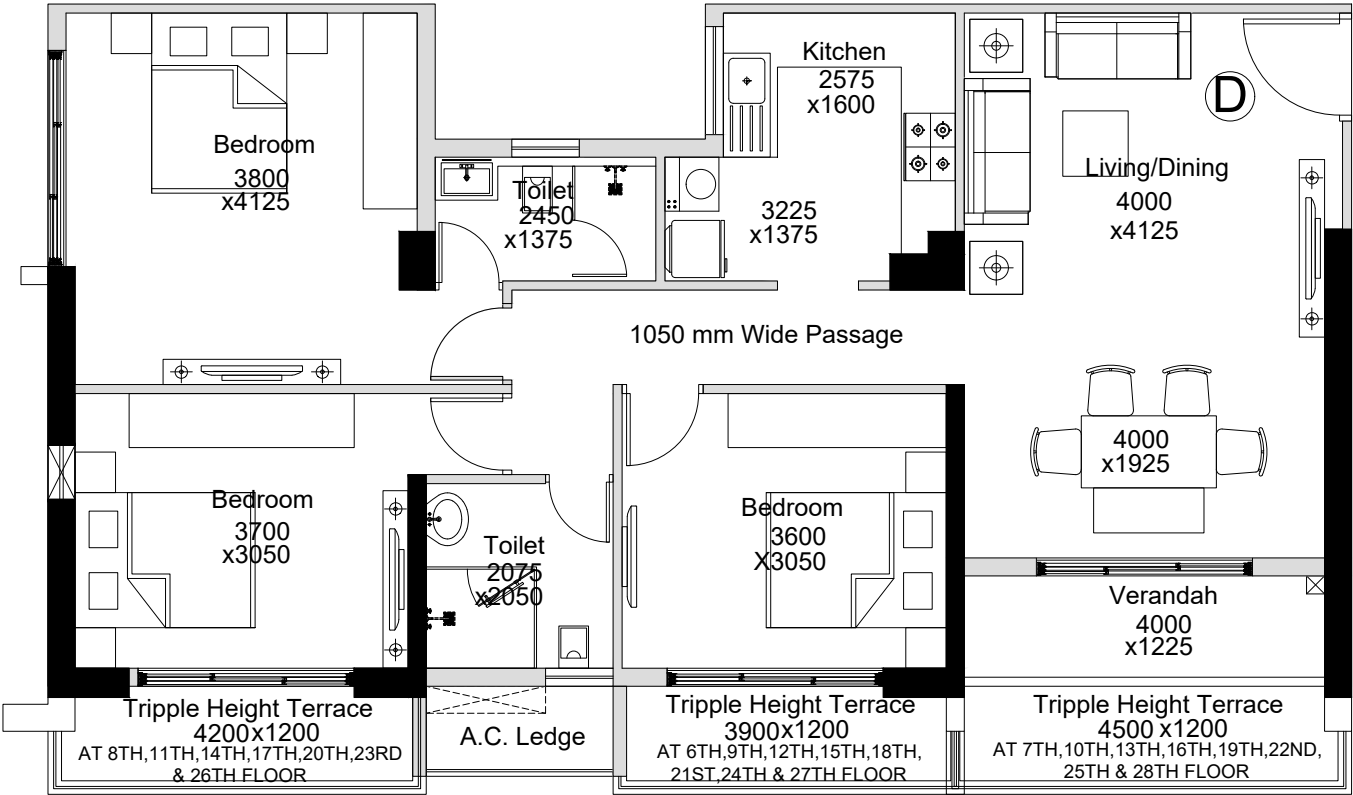 Kitchen
2575
x1600
D
Bedroom
3800
x4125
Toilet
2450
x1375
3225
x1375
Living/Dining
4000
x4125
1050 mm Wide Passage
4000
x1925
Bedroom
3700
x3050
Toilet
2075
x2050
Bedroom
3600
X3050
Verandah
4000
x1225
Tripple Height Terrace
4200x1200
AT 8TH,11TH,14TH,17TH,20TH,23RD
& 26TH FLOOR
A.C. Ledge
Tripple Height Terrace
3900x1200
AT 6TH,9TH,12TH,15TH,18TH,
21ST,24TH & 27TH FLOOR
Tripple Height Terrace
4500 x1200
AT 7TH,10TH,13TH,16TH,19TH,22ND,
25TH & 28TH FLOOR